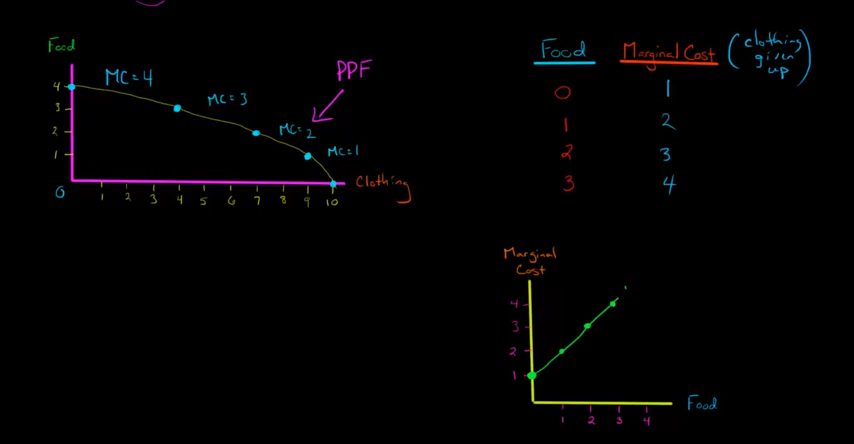 Food
4
3
2
1
0
1 2 3 4 5 6 7 8 9 10
Clothing
MC=4
MC=3
MC=2
MC=1
PPF
Food Marginal Cost (clothing
given
up)
0 1
1 2
2 3
3 4
Marginal
Cost
4
3
2
1
1 2 3 4
Food